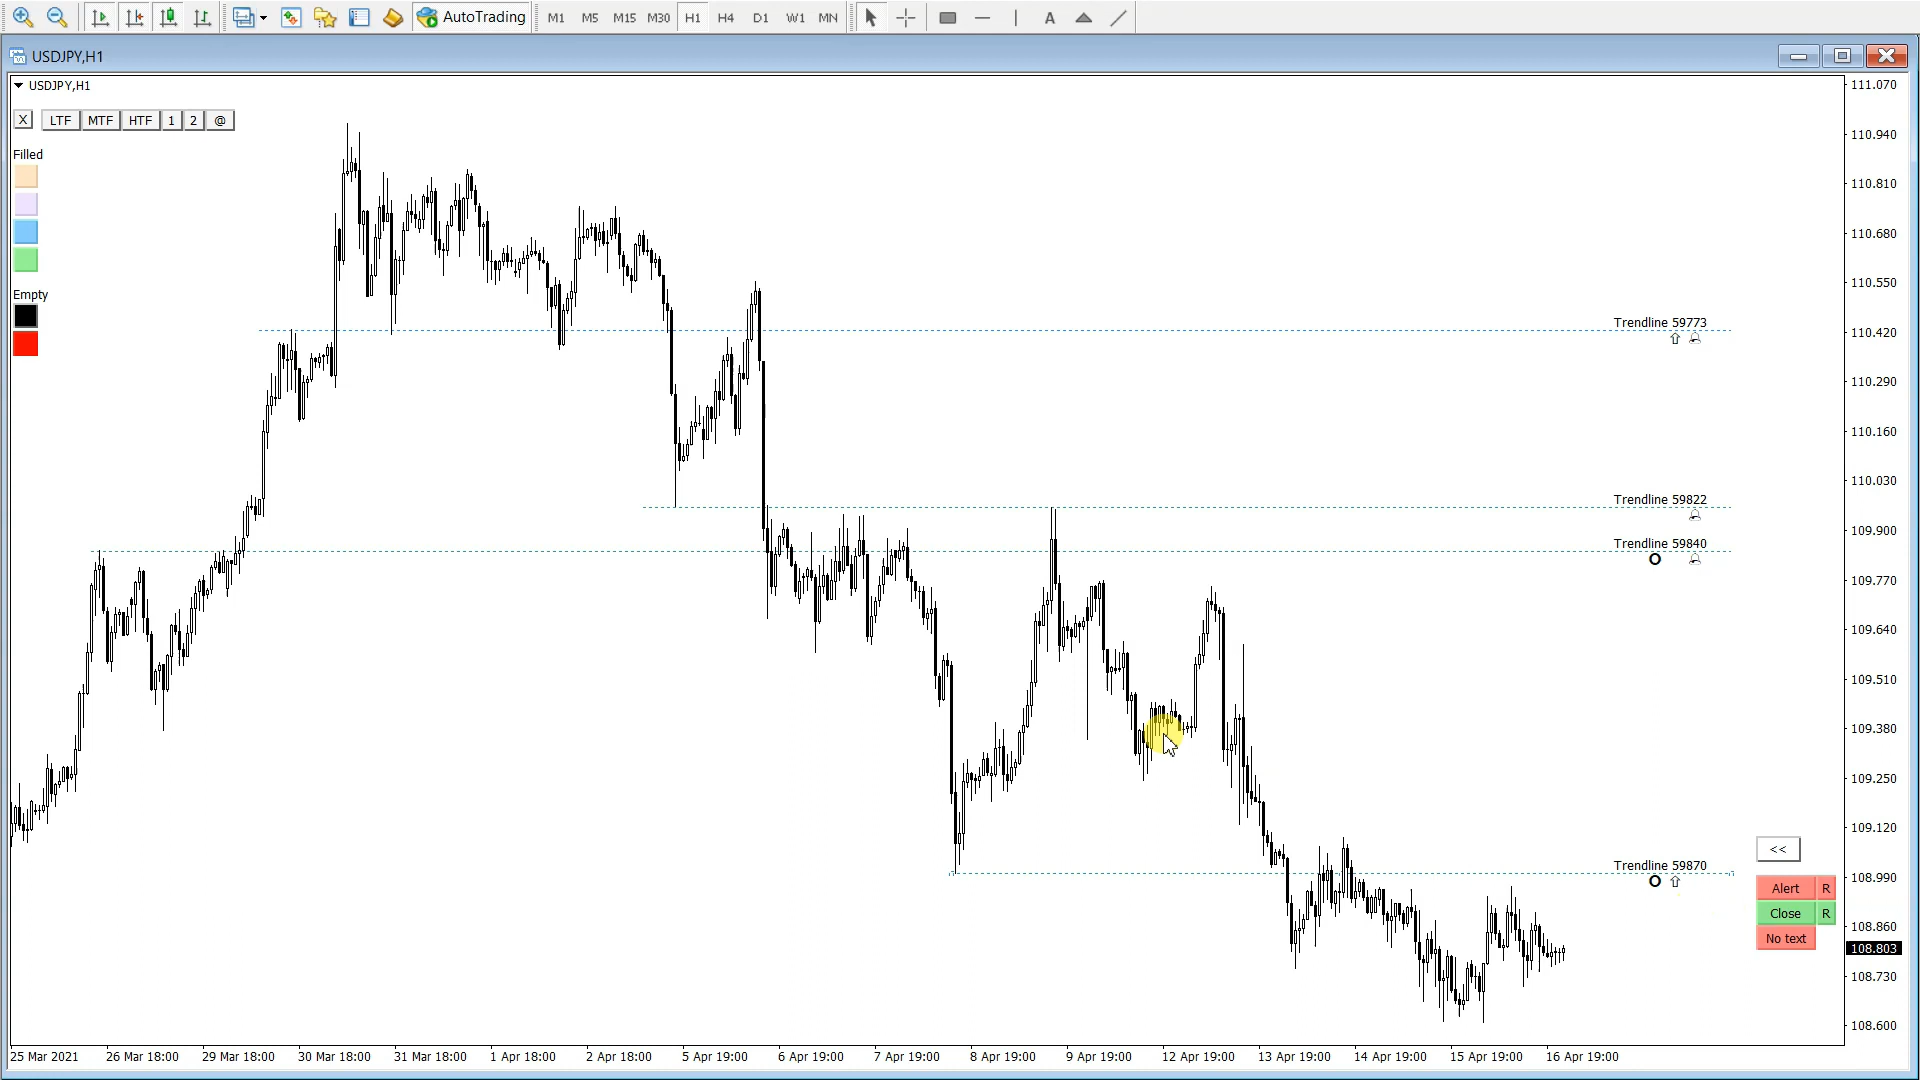 AutoTrading M1 M5 M15 M30 H1 H4 D1 W1 MN A
USDJPY,H1
USDJPY,H1
X LTF MTF HTF 1 2 @
Filled
Empty
Trendline 59773
Trendline 59822
Trendline 59840
O
Trendline 59870
O
<<
Alert R
Close R
No text
111.070
110.940
110.810
110.680
110.550
110.420
110.290
110.160
110.030
109.900
109.770
109.640
109.510
109.380
109.250
109.120
108.990
108.860
108.803
108.730
108.600
25 Mar 2021 26 Mar 18:00 29 Mar 18:00 30 Mar 18:00 31 Mar 18:00 1 Apr 18:00 2 Apr 18:00 5 Apr 19:00 6 Apr 19:00 7 Apr 19:00 8 Apr 19:00 9 Apr 19:00 12 Apr 19:00 13 Apr 19:00 14 Apr 19:00 15 Apr 19:00 16 Apr 19:00